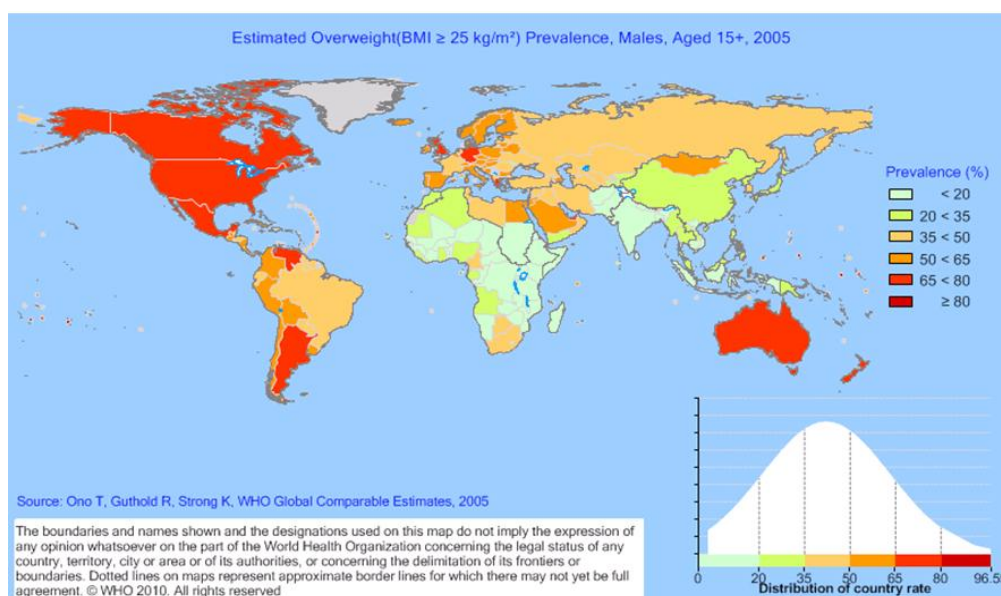 Estimated Overweight(BMI ≥ 25 kg/m²) Prevalence, Males, Aged 15+, 2005
Prevalence (%)
< 20
20 < 35
35 < 50
50 < 65
65 < 80
≥ 80
Source: Ono T, Guthold R, Strong K, WHO Global Comparable Estimates, 2005
The boundaries and names shown and the designations used on this map do not imply the expression of
any opinion whatsoever on the part of the World Health Organization concerning the legal status of any
country, territory, city or area or of its authorities, or concerning the delimitation of its frontiers or
boundaries. Dotted lines on maps represent approximate border lines for which there may not yet be full
agreement. © WHO 2010. All rights reserved
0 20 35 50 65 80 96.5
Distribution of country rate